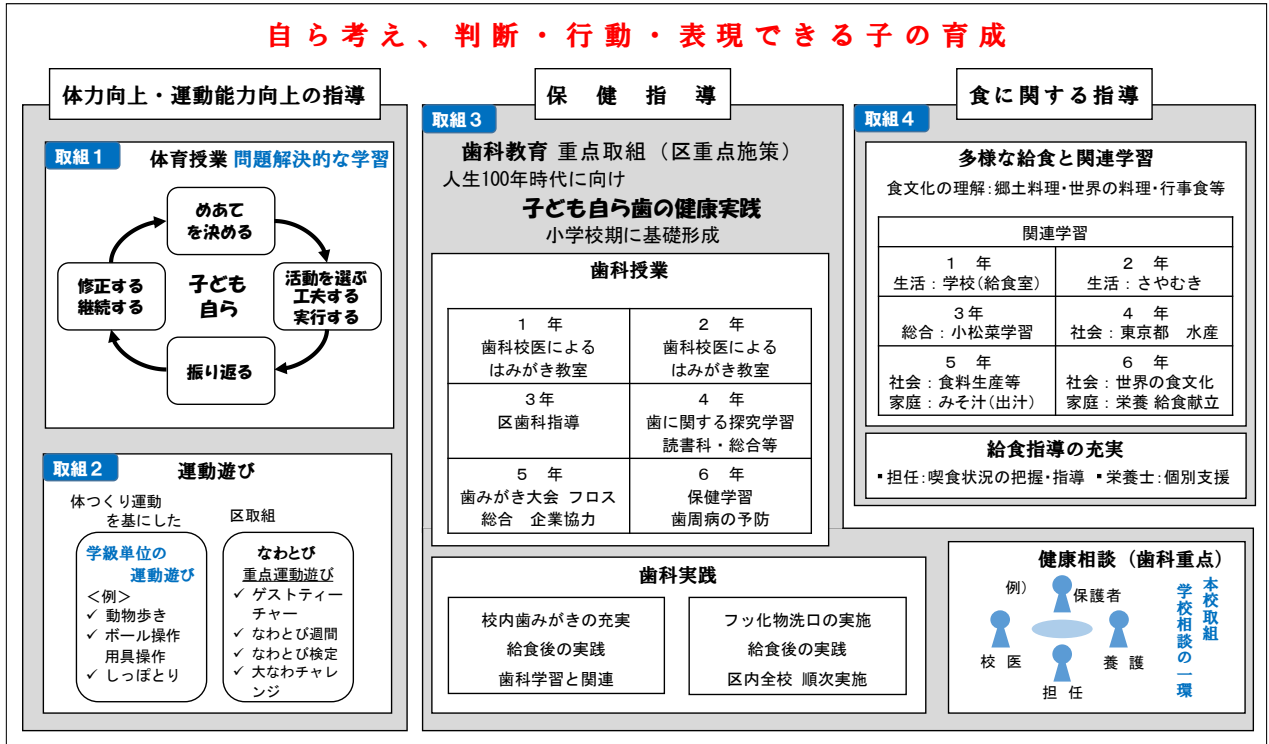 自ら考え、判断・行動・表現できる子の育成
体力向上・運動能力向上の指導
取組1
体育授業 問題解決的な学習
めあて
を決める
活動を選ぶ
工夫する
実行する
振り返る
修正する
継続する
子ども
自ら
取組2
運動遊び
体つくり運動
を基にした
学級単位の
運動遊び
<例>
✓ 動物歩き
✓ ボール操作
用具操作
✓ しっぽとり
区取組
なわとび
重点運動遊び
✓ ゲストティー
チャー
✓ なわとび週間
✓ なわとび検定
✓ 大なわチャレ
ンジ
保健指導
取組3
歯科教育 重点取組(区重点施策)
人生100年時代に向け
子ども自ら歯の健康実践
小学校期に基礎形成
歯科授業
1 年
歯科校医による
はみがき教室
2 年
歯科校医による
はみがき教室
3年
区歯科指導
4 年
歯に関する探究学習
読書科・総合等
5 年
歯みがき大会 フロス
総合 企業協力
6 年
保健学習
歯周病の予防
歯科実践
校内歯みがきの充実
給食後の実践
歯科学習と関連
フッ化物洗口の実施
給食後の実践
区内全校 順次実施
食に関する指導
取組4
多様な給食と関連学習
食文化の理解:郷土料理・世界の料理・行事食等
関連学習
1 年
生活:学校(給食室)
2 年
生活:さやむき
3年
総合:小松菜学習
4 年
社会:東京都 水産
5 年
社会:食料生産等
家庭:みそ汁(出汁)
6 年
社会:世界の食文化
家庭:栄養 給食献立
給食指導の充実
▪担任:喫食状況の把握・指導 ▪栄養士:個別支援
健康相談(歯科重点)
例)
保護者
校 医
養 護
担 任
本校取組
学校相談の一環